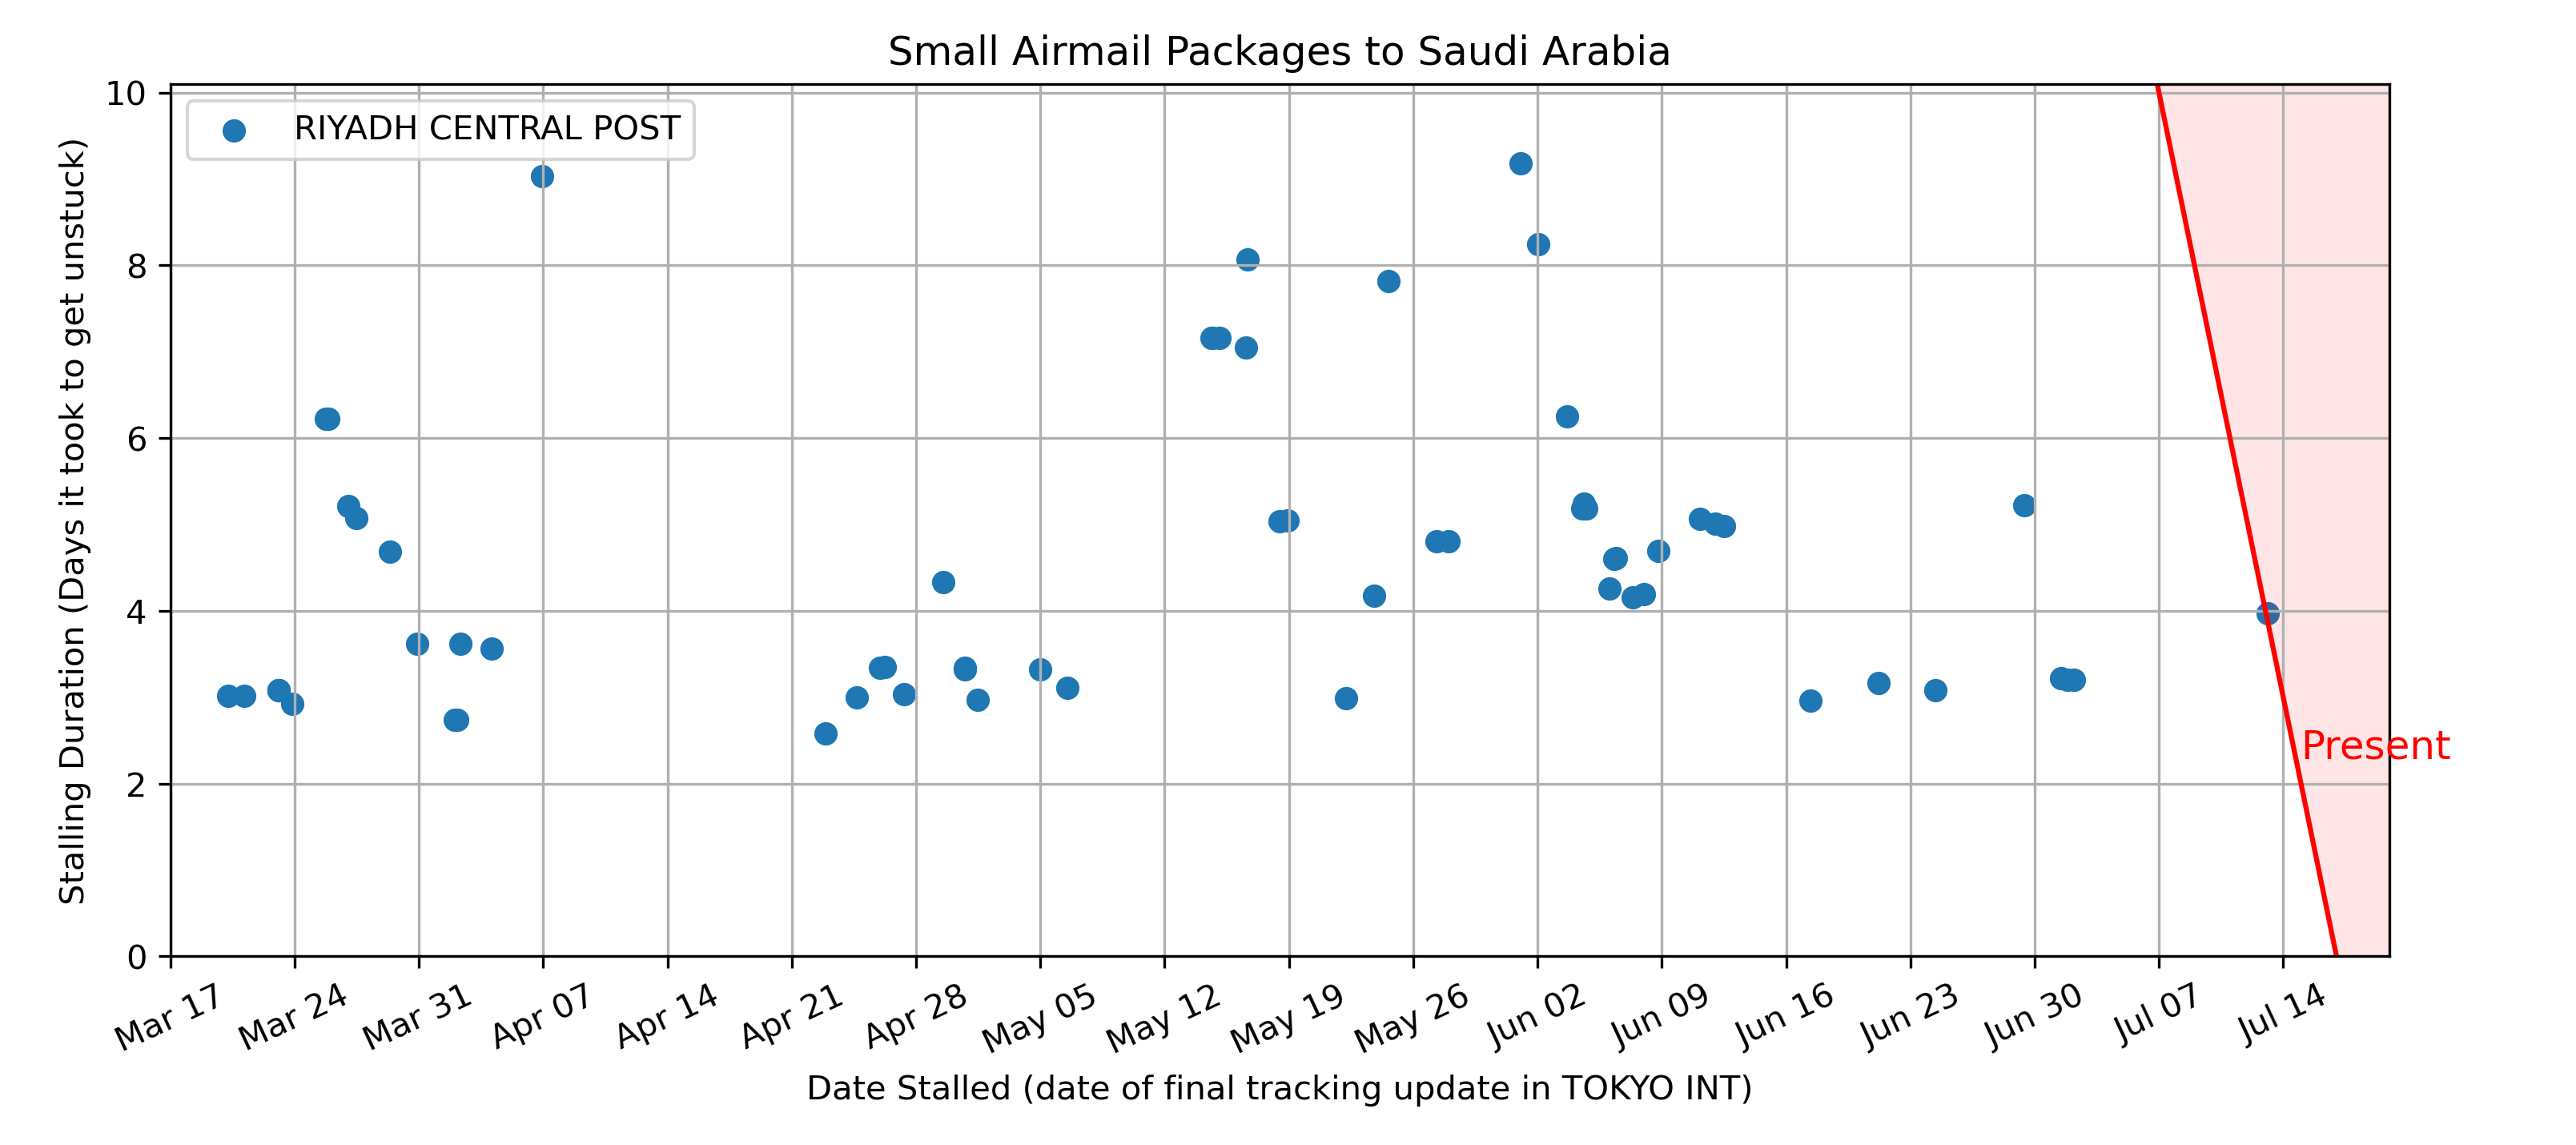 Small Airmail Packages to Saudi Arabia
RIYADH CENTRAL POST
Stalling Duration (Days it took to get unstuck)
10
8
6
4
2
0
Present
Mar 17
Mar 24
Mar 31
Apr 07
Apr 14
Apr 21
Apr 28
May 05
May 12
May 19
May 26
Jun 02
Jun 09
Jun 16
Jun 23
Jun 30
Jul 07
Jul 14
Date Stalled (date of final tracking update in TOKYO INT)